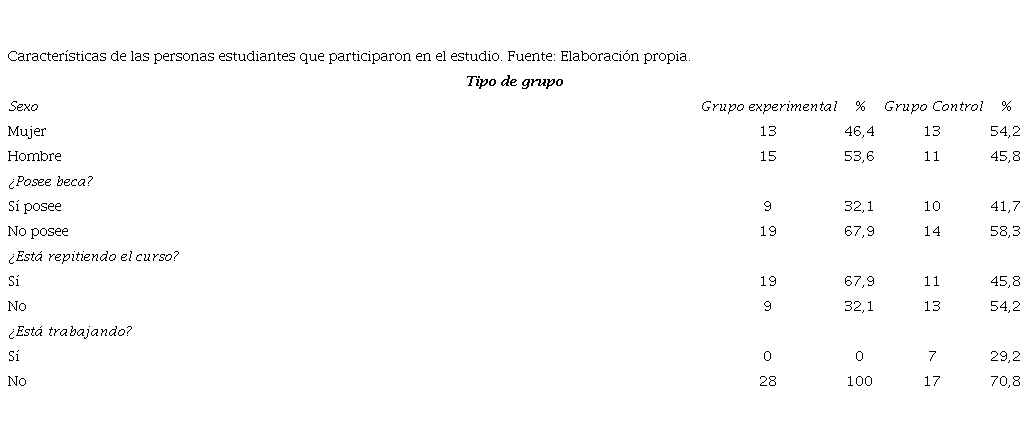 Características de las personas estudiantes que participaron en el estudio. Fuente: Elaboración propia.
Tipo de grupo
Sexo Grupo experimental % Grupo Control %
Mujer 13 46,4 13 54,2
Hombre 15 53,6 11 45,8
¿Posee beca?
Sí posee 9 32,1 10 41,7
No posee 19 67,9 14 58,3
¿Está repitiendo el curso?
Sí 19 67,9 11 45,8
No 9 32,1 13 54,2
¿Está trabajando?
Sí 0 0 7 29,2
No 28 100 17 70,8